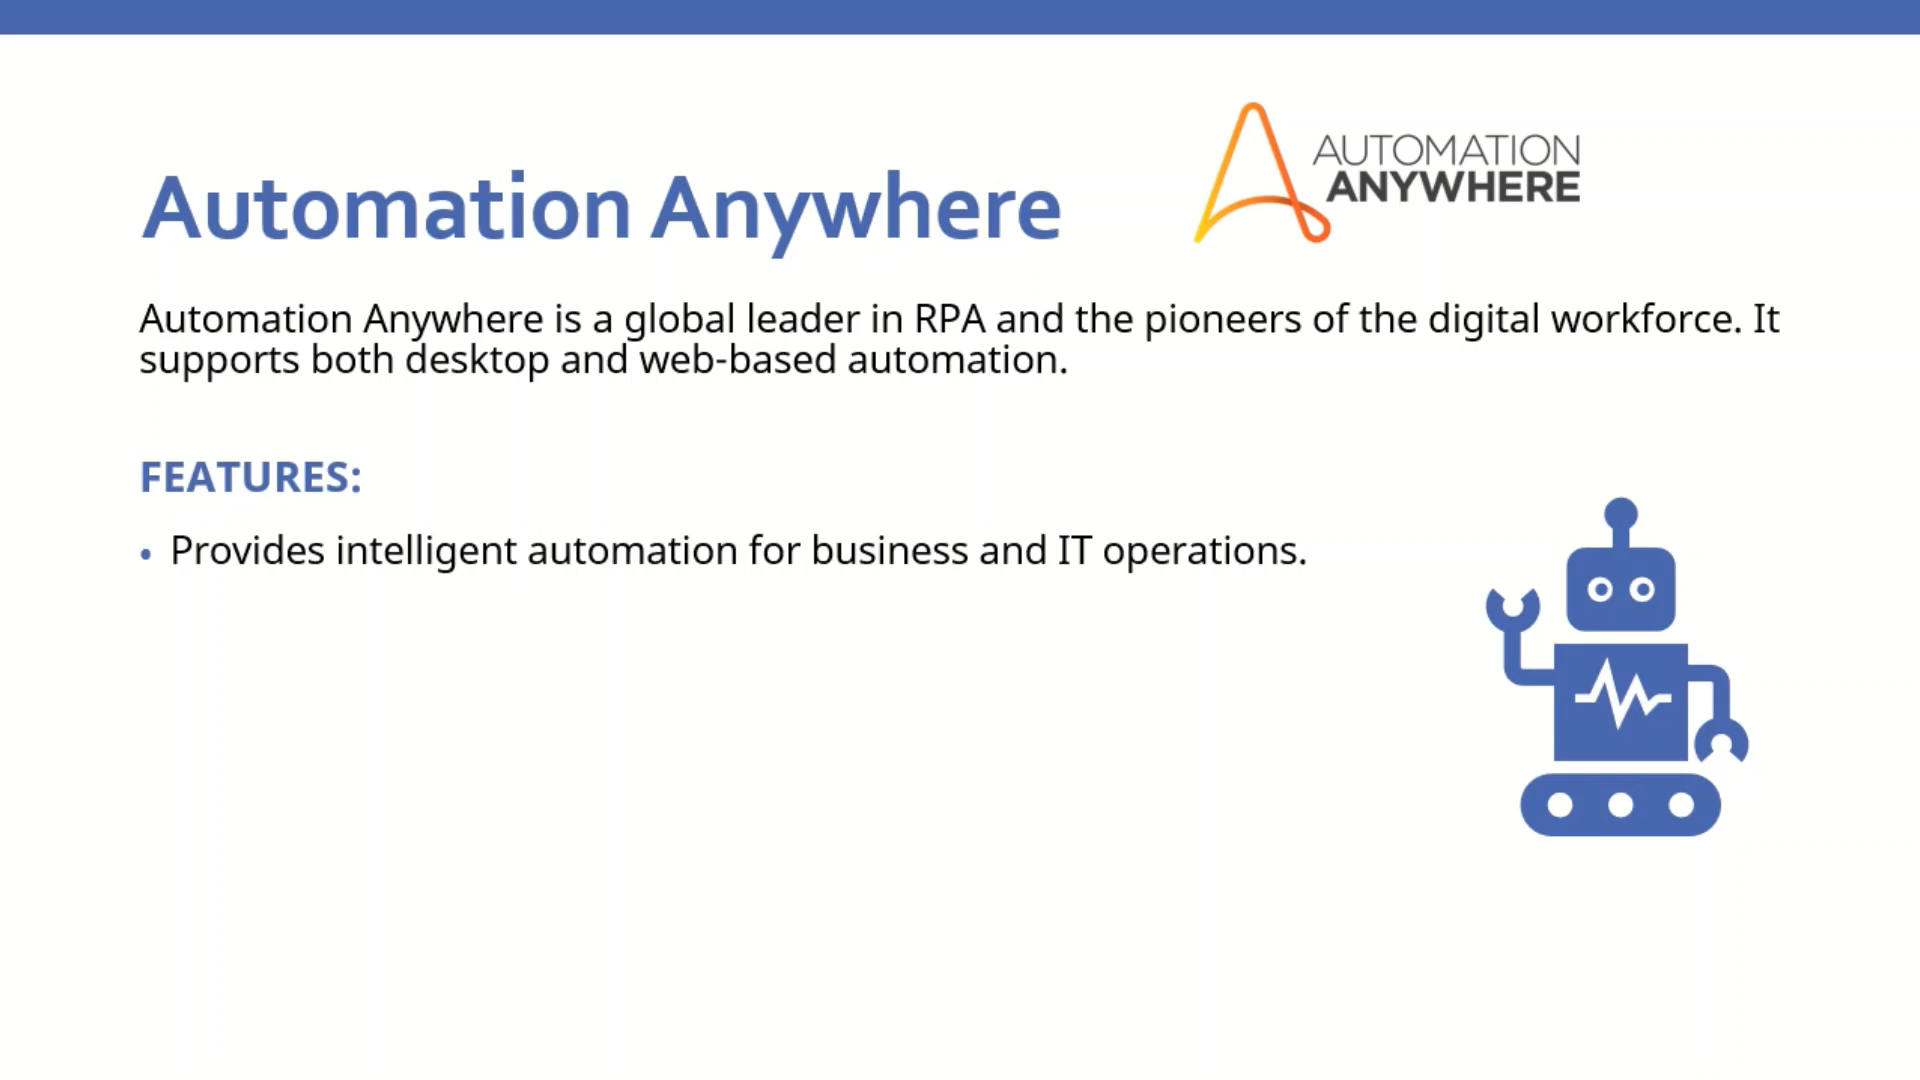 AUTOMATION
ANYWHERE
Automation Anywhere
Automation Anywhere is a global leader in RPA and the pioneers of the digital workforce. It
supports both desktop and web-based automation.
FEATURES:
• Provides intelligent automation for business and IT operations.